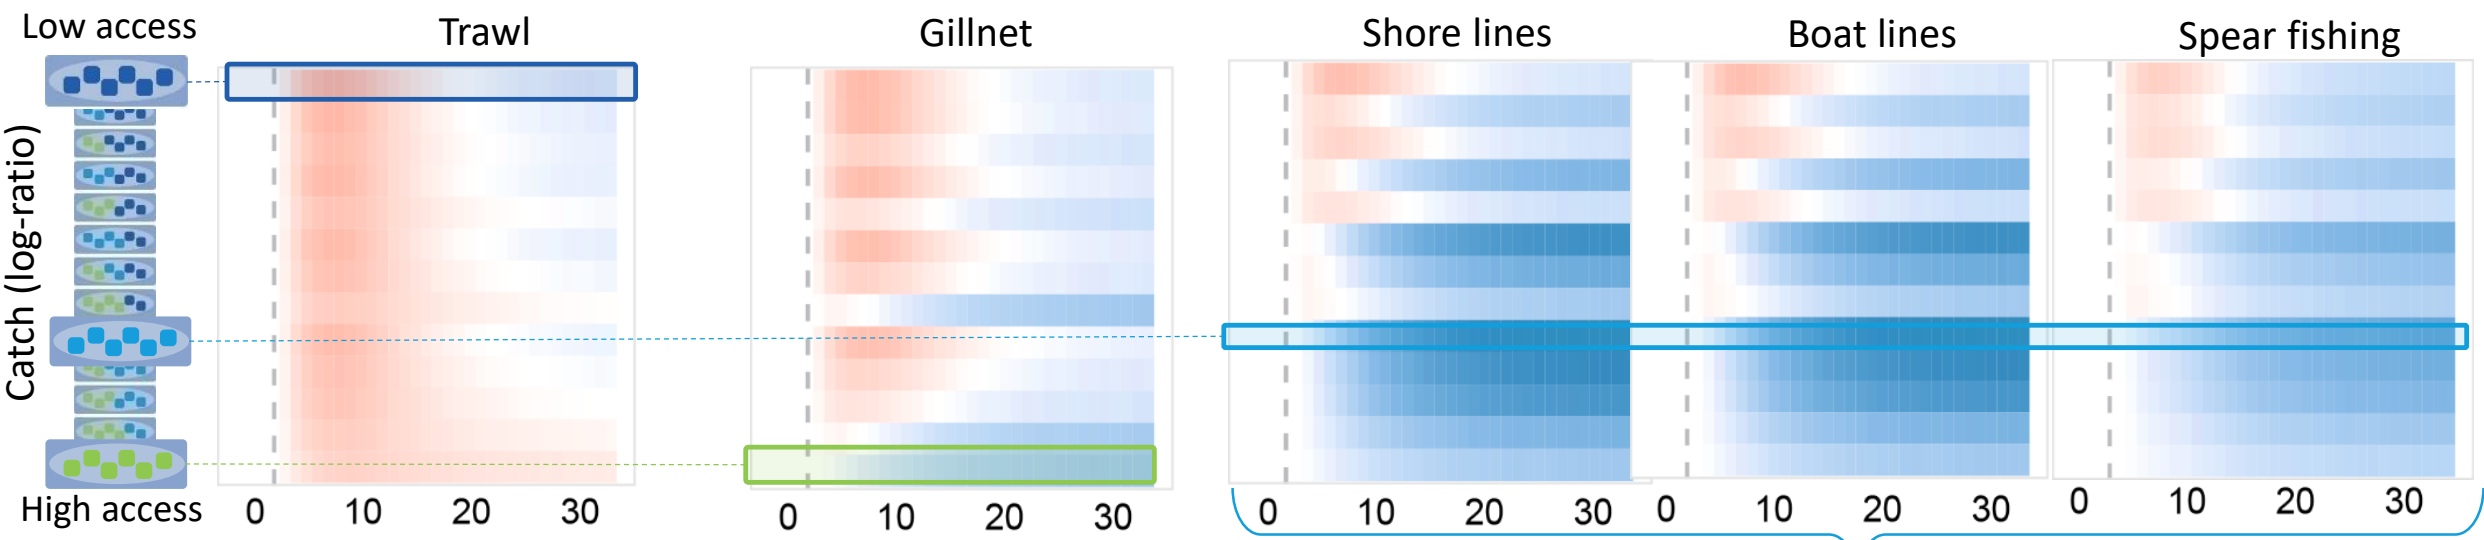 Low access
Trawl
Gillnet
Shore lines
Boat lines
Spear fishing
Catch (log-ratio)
High access
0 10 20 30
0 10 20 30
0 10 20 30
0 10 20 30
0 10 20 30